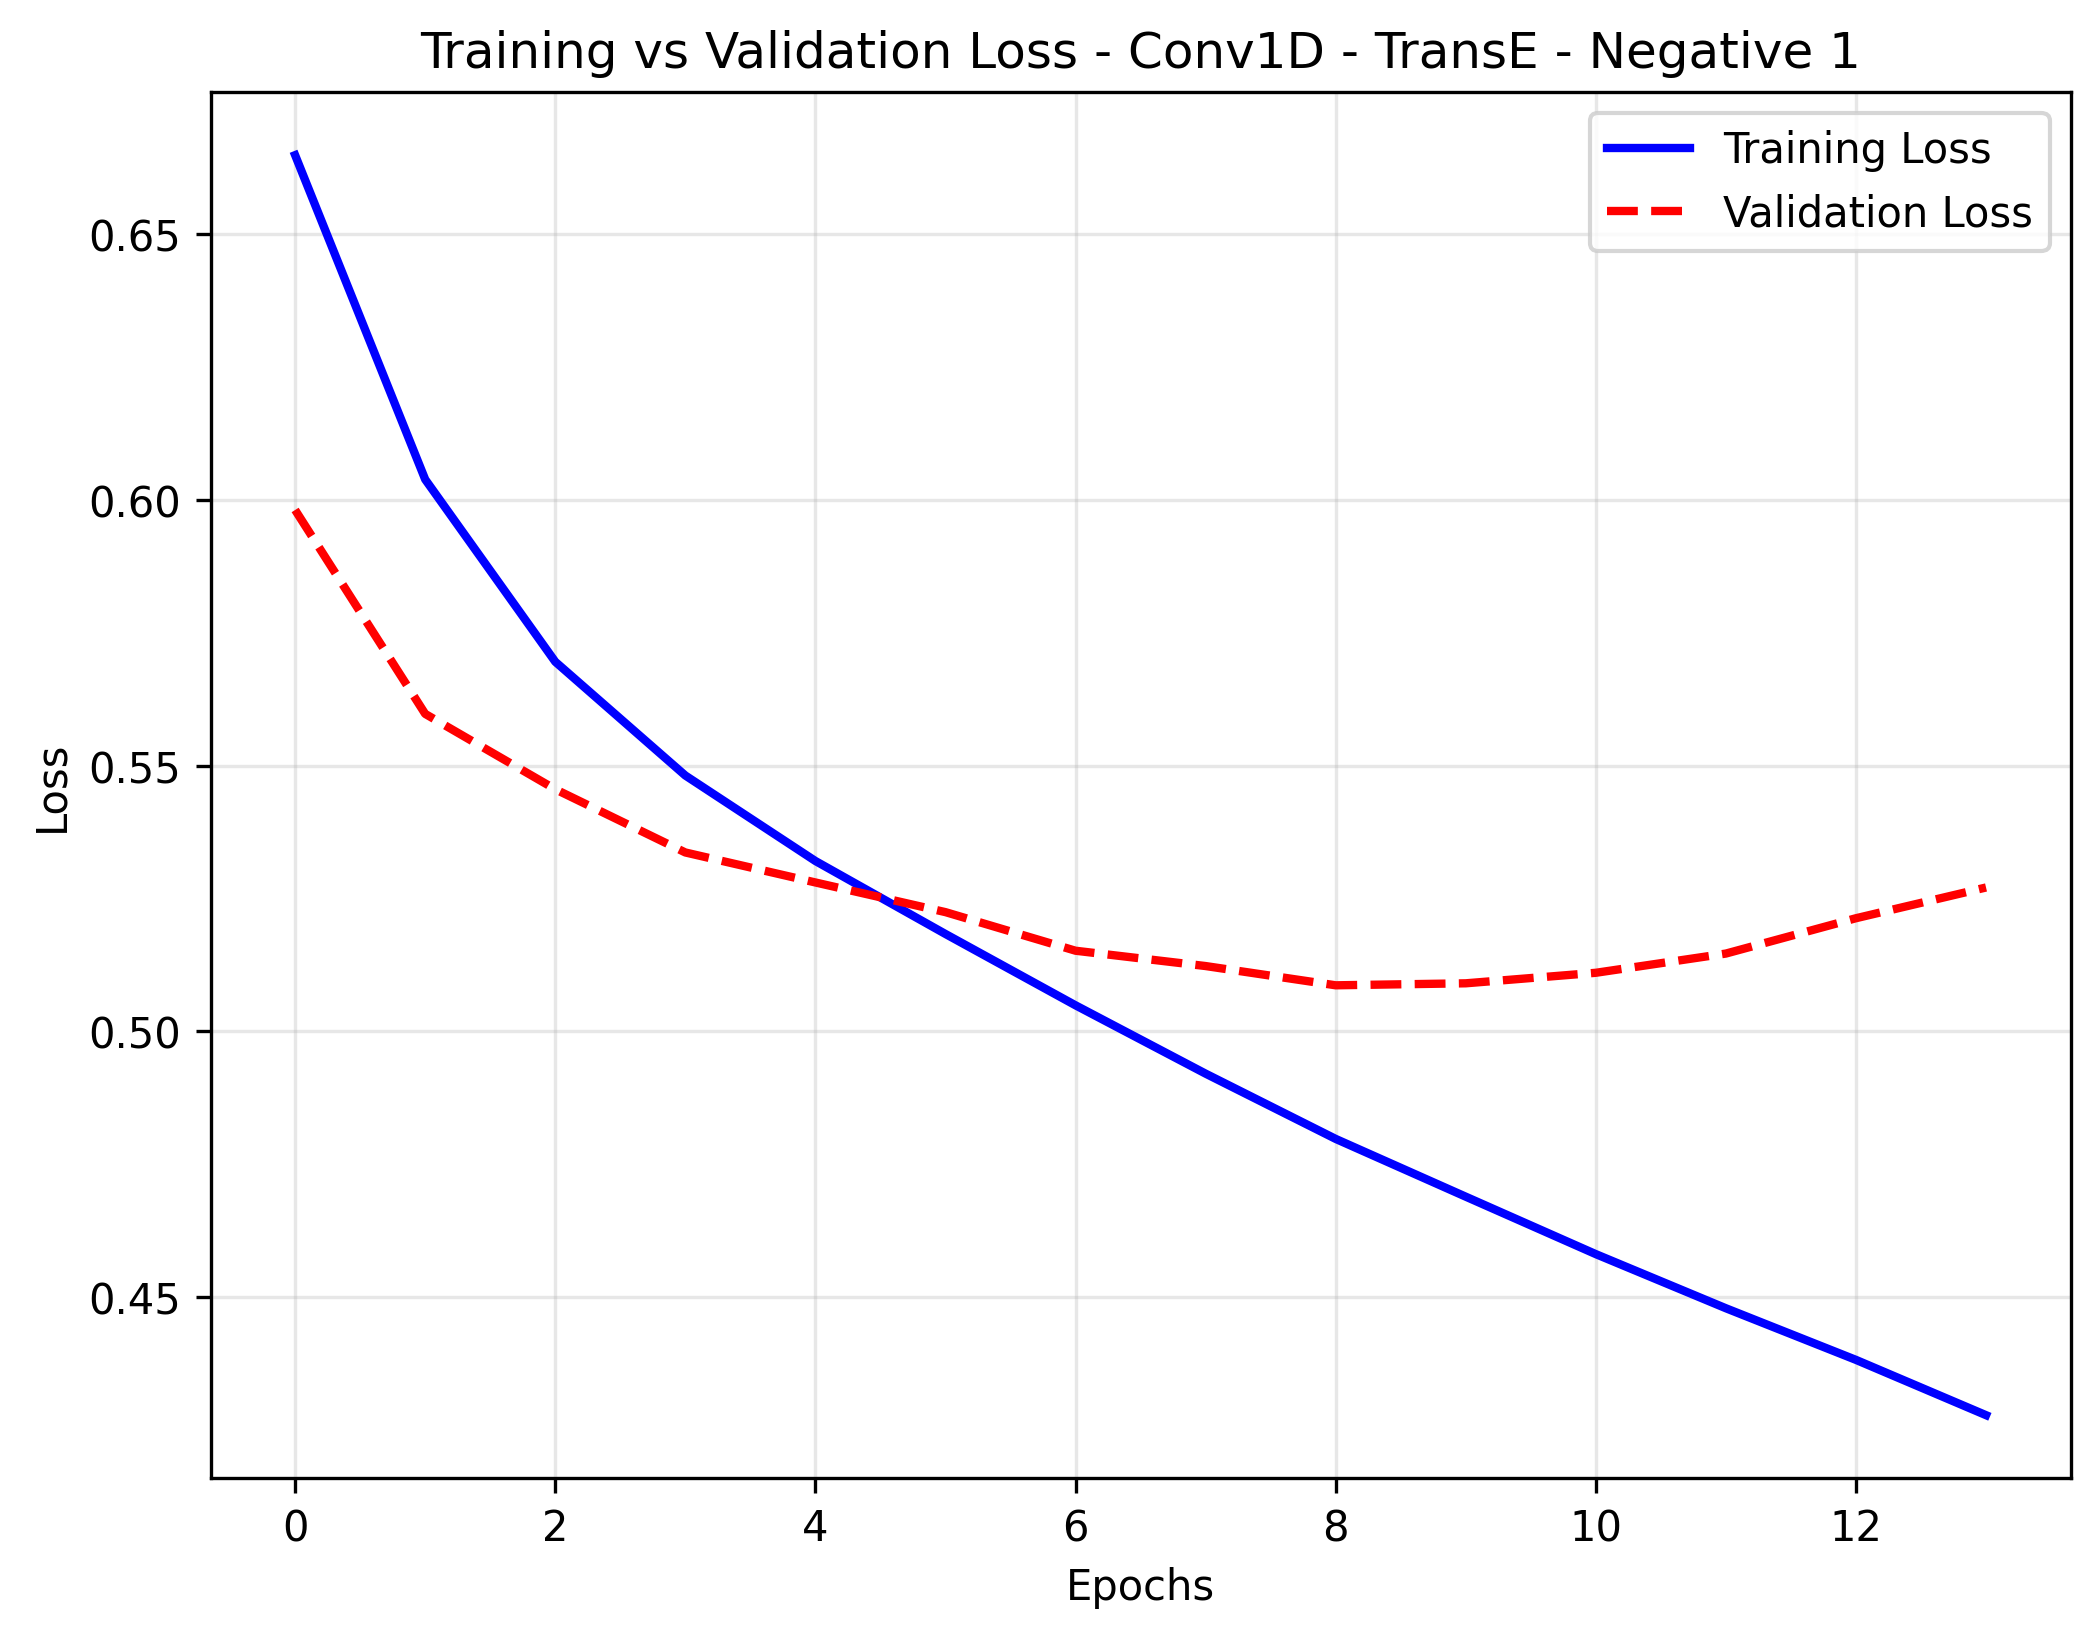 Training vs Validation Loss - Conv1D - TransE - Negative 1
Training Loss
Validation Loss
Loss
0.65
0.60
0.55
0.50
0.45
0 2 4 6 8 10 12
Epochs